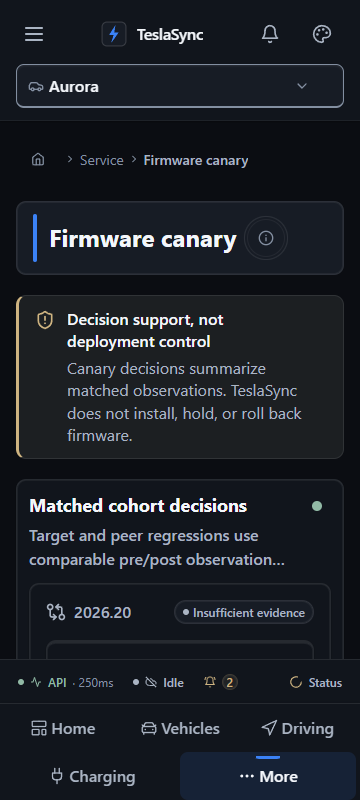 TeslaSync
Aurora
Service
Firmware canary
Firmware canary
Decision support, not
deployment control
Canary decisions summarize
matched observations. TeslaSync
does not install, hold, or roll back
firmware.
Matched cohort decisions
Target and peer regressions use
comparable pre/post observation...
2026.20
Insufficient evidence
API · 250ms
Idle
2
Status
Home
Vehicles
Driving
Charging
More